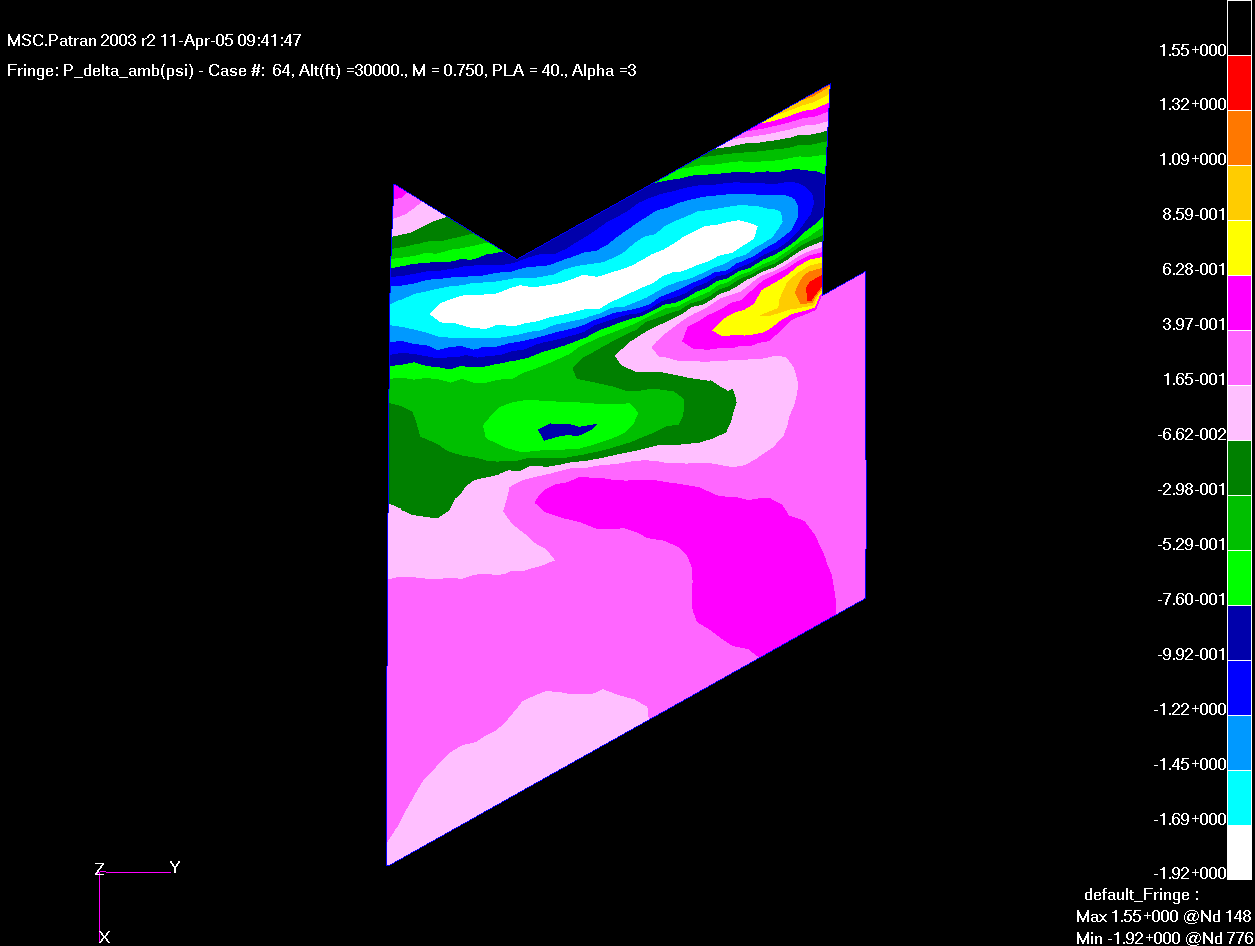 MSC.Patran 2003 r2 11-Apr-05 09:41:47
Fringe: P_delta_amb(psi) - Case #: 64, Alt(ft) =30000., M = 0.750, PLA = 40., Alpha =3
1.55+000
1.32+000
1.09+000
8.59-001
6.28-001
3.97-001
1.65-001
-6.62-002
-2.98-001
-5.29-001
-7.60-001
-9.92-001
-1.22+000
-1.45+000
-1.69+000
-1.92+000
default_Fringe :
Max 1.55+000 @Nd 148
Min -1.92+000 @Nd 776
Z Y
X